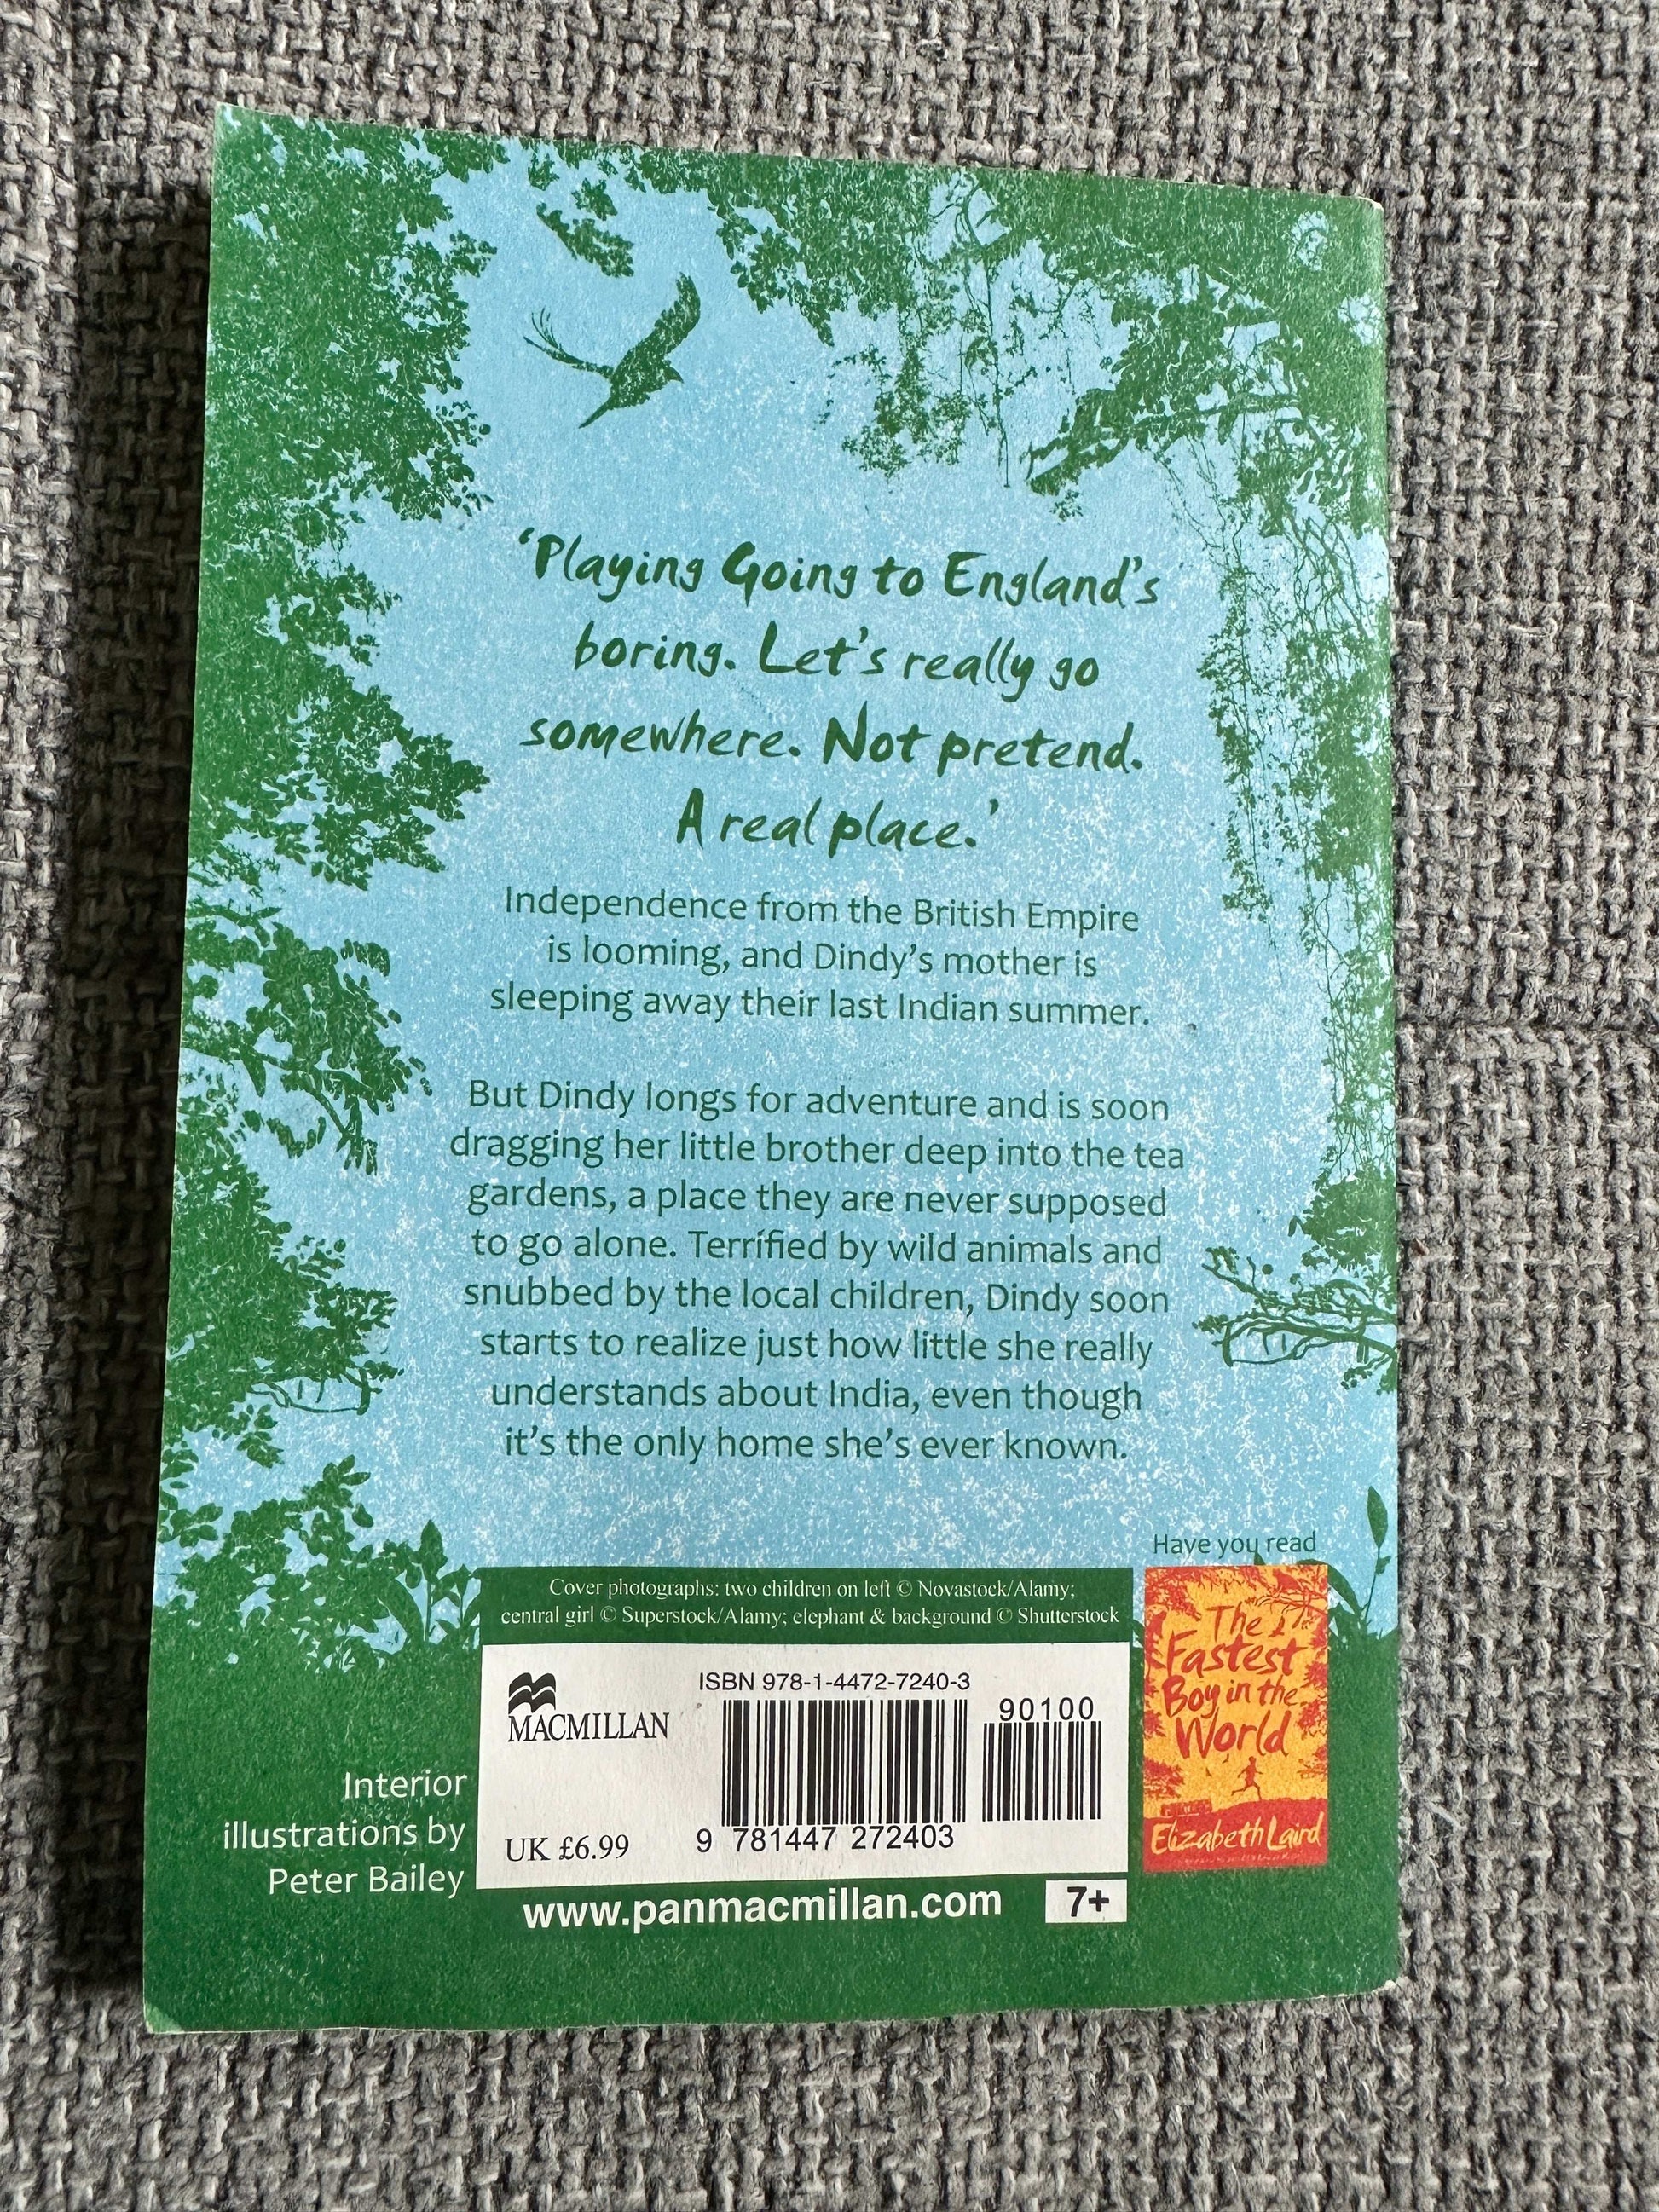 ‘Playing Going to England’s
boring. Let’s really go
somewhere. Not pretend.
A real place.’
Independence from the British Empire
is looming, and Dindy’s mother is
sleeping away their last Indian summer.
But Dindy longs for adventure and is soon
dragging her little brother deep into the tea
gardens, a place they are never supposed
to go alone. Terrified by wild animals and
snubbed by the local children, Dindy soon
starts to realize just how little she really
understands about India, even though
it’s the only home she’s ever known.
Have you read
The
Fastest
Boy in the
World
Elizabeth Laird
Cover photographs: two children on left © Novastock/Alamy;
central girl © Superstock/Alamy; elephant & background © Shutterstock
MACMILLAN
ISBN 978-1-4472-7240-3
90100
9 781447 272403
UK £6.99
Interior
illustrations by
Peter Bailey
www.panmacmillan.com
7+